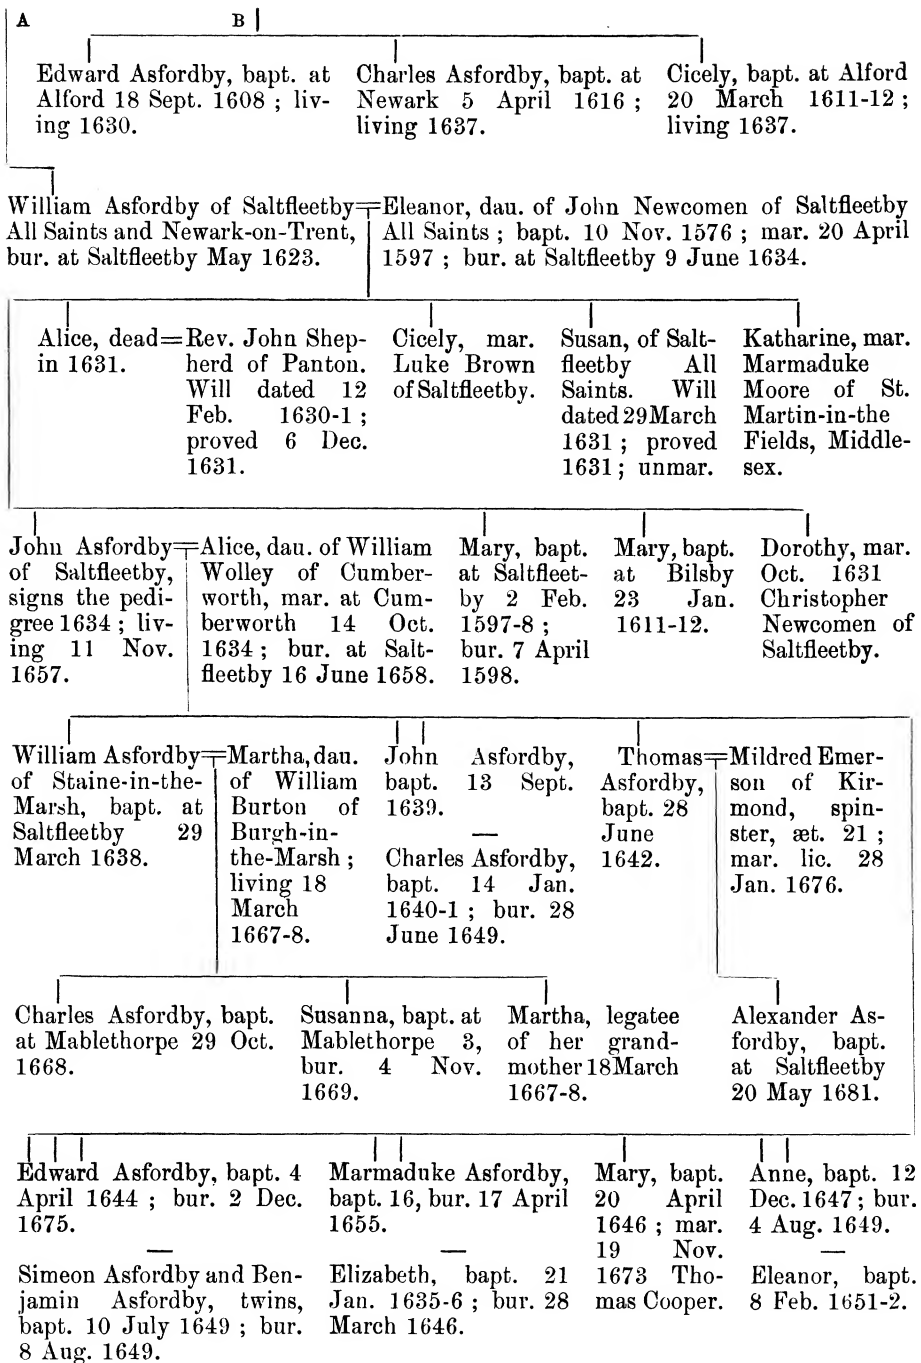 A
B
Edward Asfordby, bapt. at
Alford 18 Sept. 1608 ; liv-
ing 1630.
Charles Asfordby, bapt. at
Newark 5 April 1616 ;
living 1637.
Cicely, bapt. at Alford
20 March 1611-12 ;
living 1637.
William Asfordby of Saltfleetby=Eleanor, dau. of John Newcomen of Saltfleetby
All Saints and Newark-on-Trent,
bur. at Saltfleetby May 1623.
All Saints ; bapt. 10 Nov. 1576 ; mar. 20 April
1597 ; bur. at Saltfleetby 9 June 1634.
Alice, dead=
in 1631.
Rev. John Shep-
herd of Panton.
Will dated 12
Feb. 1630-1 ;
proved 6 Dec.
1631.
Cicely, mar.
Luke Brown
of Saltfleetby.
Susan, of Salt-
fleetby All
Saints. Will
dated 29 March
1631 ; proved
1631 ; unmar.
Katharine, mar.
Marmaduke
Moore of St.
Martin-in-the
Fields, Middle-
sex.
John Asfordby=
of Saltfleetby,
signs the pedi-
gree 1634 ; liv-
ing 11 Nov.
1657.
Alice, dau. of William
Wolley of Cumber-
worth, mar. at Cum-
berworth 14 Oct.
1634 ; bur. at Salt-
fleetby 16 June 1658.
Mary, bapt.
at Saltfleet-
by 2 Feb.
1597-8 ;
bur. 7 April
1598.
Mary, bapt.
at Bilsby
23 Jan.
1611-12.
Dorothy, mar.
Oct. 1631
Christopher
Newcomen of
Saltfleetby.
William Asfordby=
of Staine-in-the-
Marsh, bapt. at
Saltfleetby 29
March 1638.
Martha, dau.
of William
Burton of
Burgh-in-
the-Marsh ;
living 18
March
1667-8.
John Asfordby,
bapt. 13 Sept.
1639.
—
Charles Asfordby,
bapt. 14 Jan.
1640-1 ; bur. 28
June 1649.
Thomas=
Asfordby,
bapt. 28
June
1642.
Mildred Emer-
son of Kir-
mond, spin-
ster, æt. 21 ;
mar. lic. 28
Jan. 1676.
Charles Asfordby, bapt.
at Mablethorpe 29 Oct.
1668.
Susanna, bapt. at
Mablethorpe 3,
bur. 4 Nov.
1669.
Martha, legatee
of her grand-
mother 18 March
1667-8.
Alexander As-
fordby, bapt.
at Saltfleetby
20 May 1681.
Edward Asfordby, bapt. 4
April 1644 ; bur. 2 Dec.
1675.
—
Simeon Asfordby and Ben-
jamin Asfordby, twins,
bapt. 10 July 1649 ; bur.
8 Aug. 1649.
Marmaduke Asfordby,
bapt. 16, bur. 17 April
1655.
—
Elizabeth, bapt. 21
Jan. 1635-6 ; bur. 28
March 1646.
Mary, bapt.
20 April
1646 ; mar.
19 Nov.
1673 Tho-
mas Cooper.
Anne, bapt. 12
Dec. 1647 ; bur.
4 Aug. 1649.
—
Eleanor, bapt.
8 Feb. 1651-2.